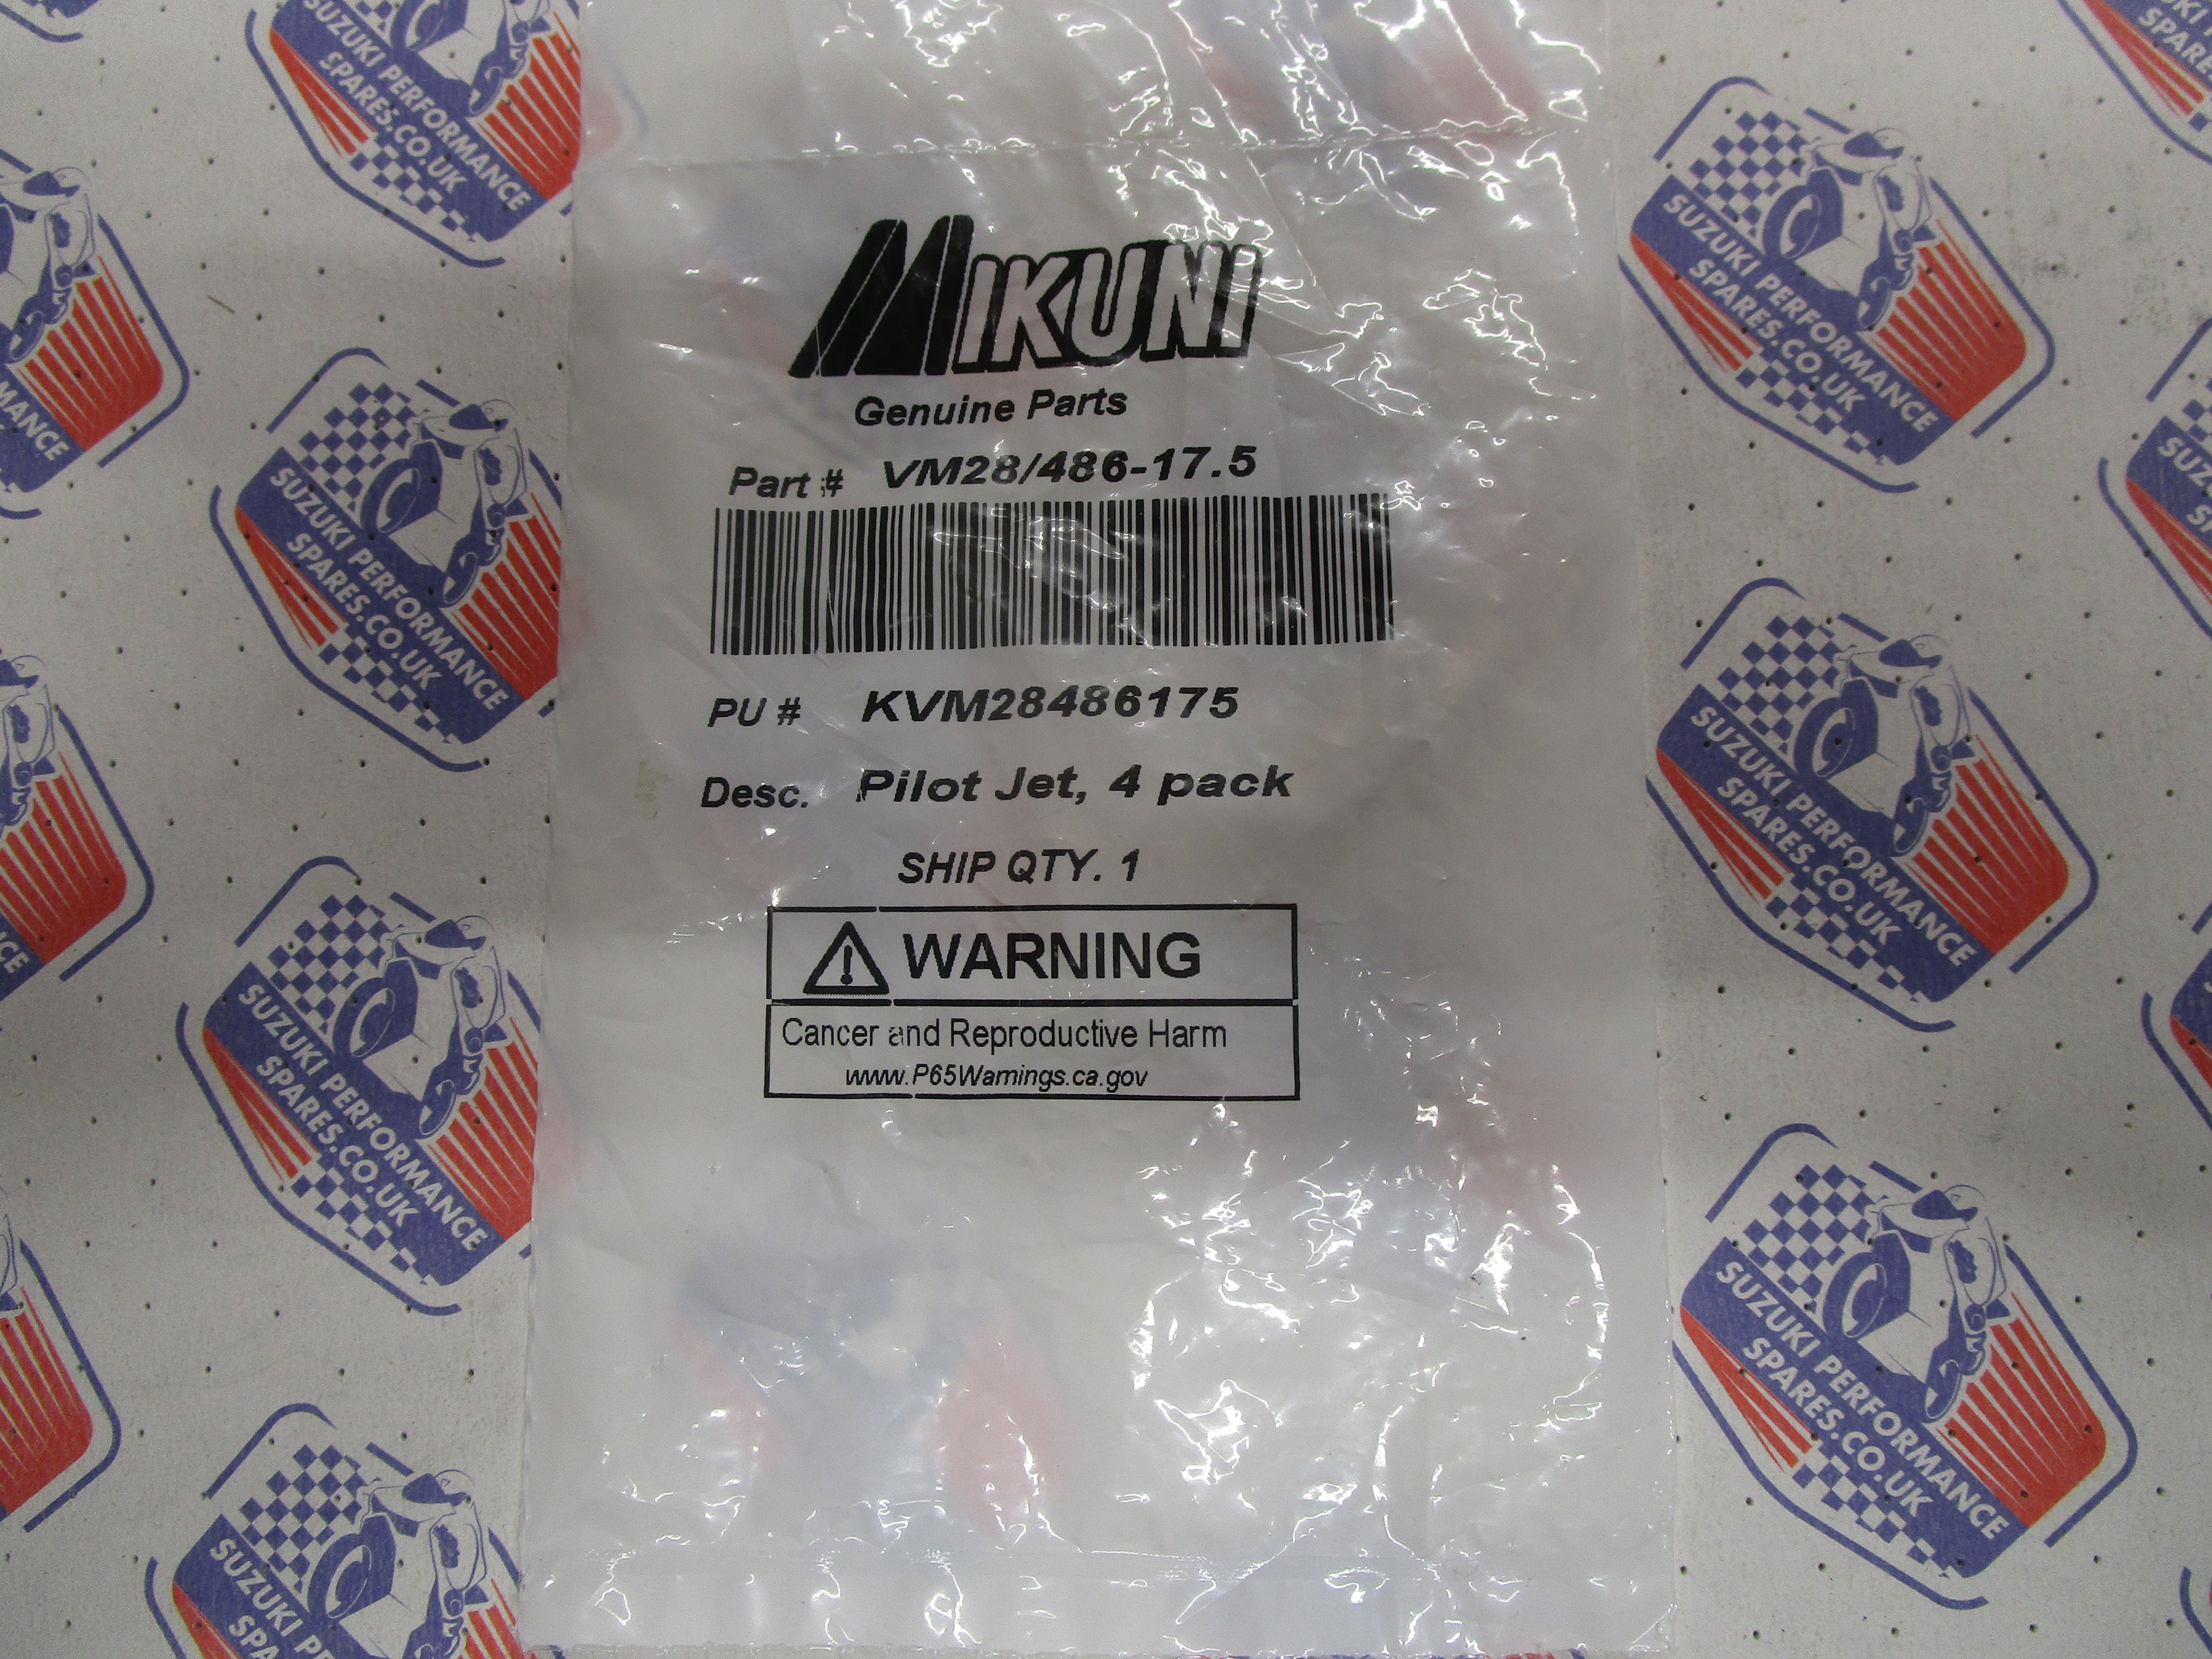 MIKUNI
Genuine Parts
Part # VM28/486-17.5
PU # KVM28486175
Desc. Pilot Jet, 4 pack
SHIP QTY. 1
WARNING
Cancer and Reproductive Harm
www.P65Warnings.ca.gov
SUZUKI PERFORMANCE
SPARES.CO.UK
SUZUKI PERFORMANCE
SPARES.CO.UK
SUZUKI PERFORMANCE
SPARES.CO.UK
SUZUKI PE
SPARE
SUZUKI PERFORMANCE
SPARES.CO.UK
SUZUKI PERFORMANCE
SPARES.CO.UK
SUZUKI PERFORMANCE
SPARES.CO.UK